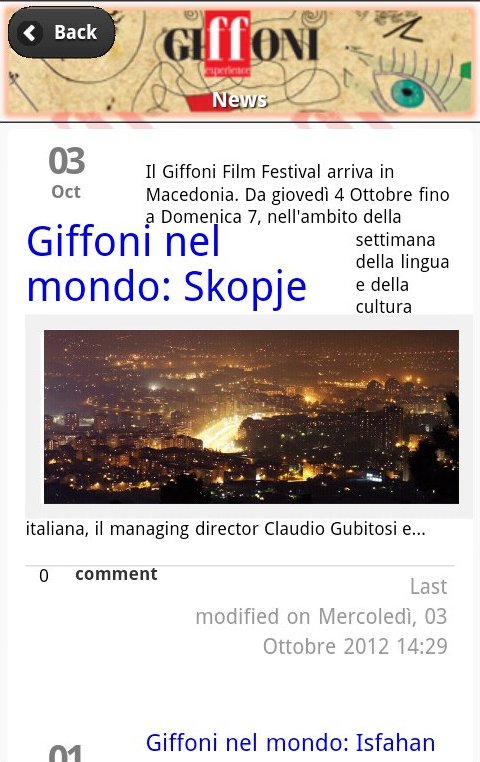 Back
GIffONI
experience
News
03
Oct
Il Giffoni Film Festival arriva in
Macedonia. Da giovedì 4 Ottobre fino
a Domenica 7, nell'ambito della
Giffoni nel
mondo: Skopje
settimana
della lingua
e della
cultura
italiana, il managing director Claudio Gubitosi e...
0 comment
Last
modified on Mercoledì, 03
Ottobre 2012 14:29
01
Giffoni nel mondo: Isfahan